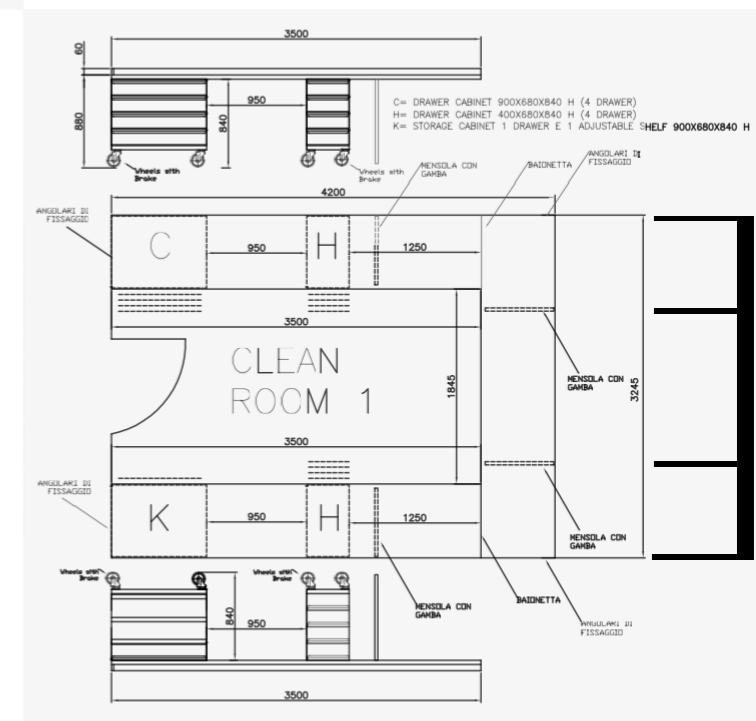 3500
60
880
950
840
C= DRAWER CABINET 900X680X840 H (4 DRAWER)
H= DRAWER CABINET 400X680X840 H (4 DRAWER)
K= STORAGE CABINET 1 DRAWER E 1 ADJUSTABLE SHELF 900X680X840 H
Wheels with
Brake
Wheels with
Brake
MENSOLA CON
GAMBA
BAIONETTA
ANGOLARI DI
FISSAGGIO
4200
ANGOLARI DI
FISSAGGIO
C
950
H
1250
3500
CLEAN
ROOM 1
1845
MENSOLA CON
GAMBA
3245
3500
ANGOLARI DI
FISSAGGIO
K
950
H
1250
MENSOLA CON
GAMBA
Wheels with
Brake
Wheels with
Brake
840
950
MENSOLA CON
GAMBA
BAIONETTA
ANGOLARI DI
FISSAGGIO
3500